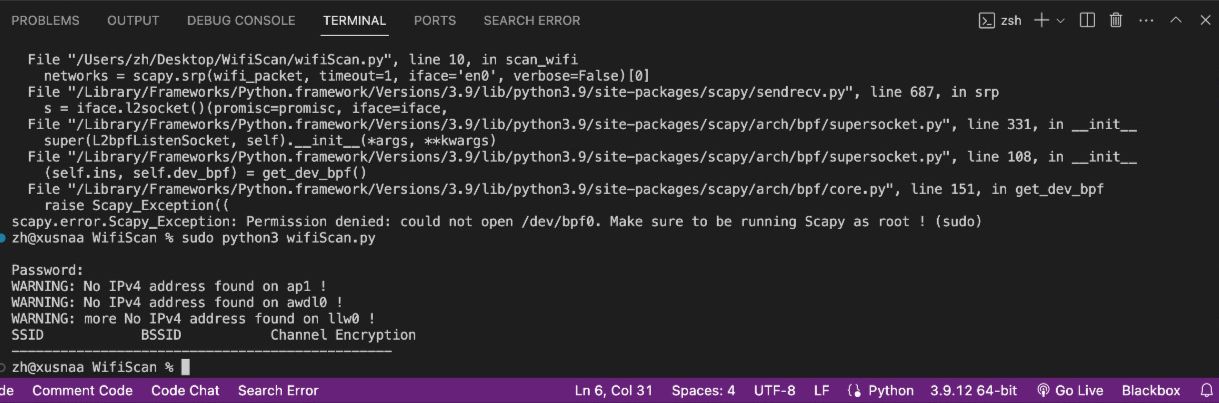 PROBLEMS OUTPUT DEBUG CONSOLE TERMINAL PORTS SEARCH ERROR zsh
File "/Users/zh/Desktop/WifiScan/wifiScan.py", line 10, in scan_wifi
networks = scapy.srp(wifi_packet, timeout=1, iface='en0', verbose=False)[0]
File "/Library/Frameworks/Python.framework/Versions/3.9/lib/python3.9/site-packages/scapy/sendrecv.py", line 687, in srp
s = iface.l2socket()(promisc=promisc, iface=iface,
File "/Library/Frameworks/Python.framework/Versions/3.9/lib/python3.9/site-packages/scapy/arch/bpf/supersocket.py", line 331, in __init__
super(L2bpfListenSocket, self).__init__(*args, **kwargs)
File "/Library/Frameworks/Python.framework/Versions/3.9/lib/python3.9/site-packages/scapy/arch/bpf/supersocket.py", line 108, in __init__
(self.ins, self.dev_bpf) = get_dev_bpf()
File "/Library/Frameworks/Python.framework/Versions/3.9/lib/python3.9/site-packages/scapy/arch/bpf/core.py", line 151, in get_dev_bpf
raise Scapy_Exception((
scapy.error.Scapy_Exception: Permission denied: could not open /dev/bpf0. Make sure to be running Scapy as root ! (sudo)
zh@xusnaa WifiScan % sudo python3 wifiScan.py
Password:
WARNING: No IPv4 address found on ap1 !
WARNING: No IPv4 address found on awdl0 !
WARNING: more No IPv4 address found on llw0 !
SSID BSSID Channel Encryption
-----------------------------------------------
zh@xusnaa WifiScan %
de Comment Code Code Chat Search Error Ln 6, Col 31 Spaces: 4 UTF-8 LF Python 3.9.12 64-bit Go Live Blackbox